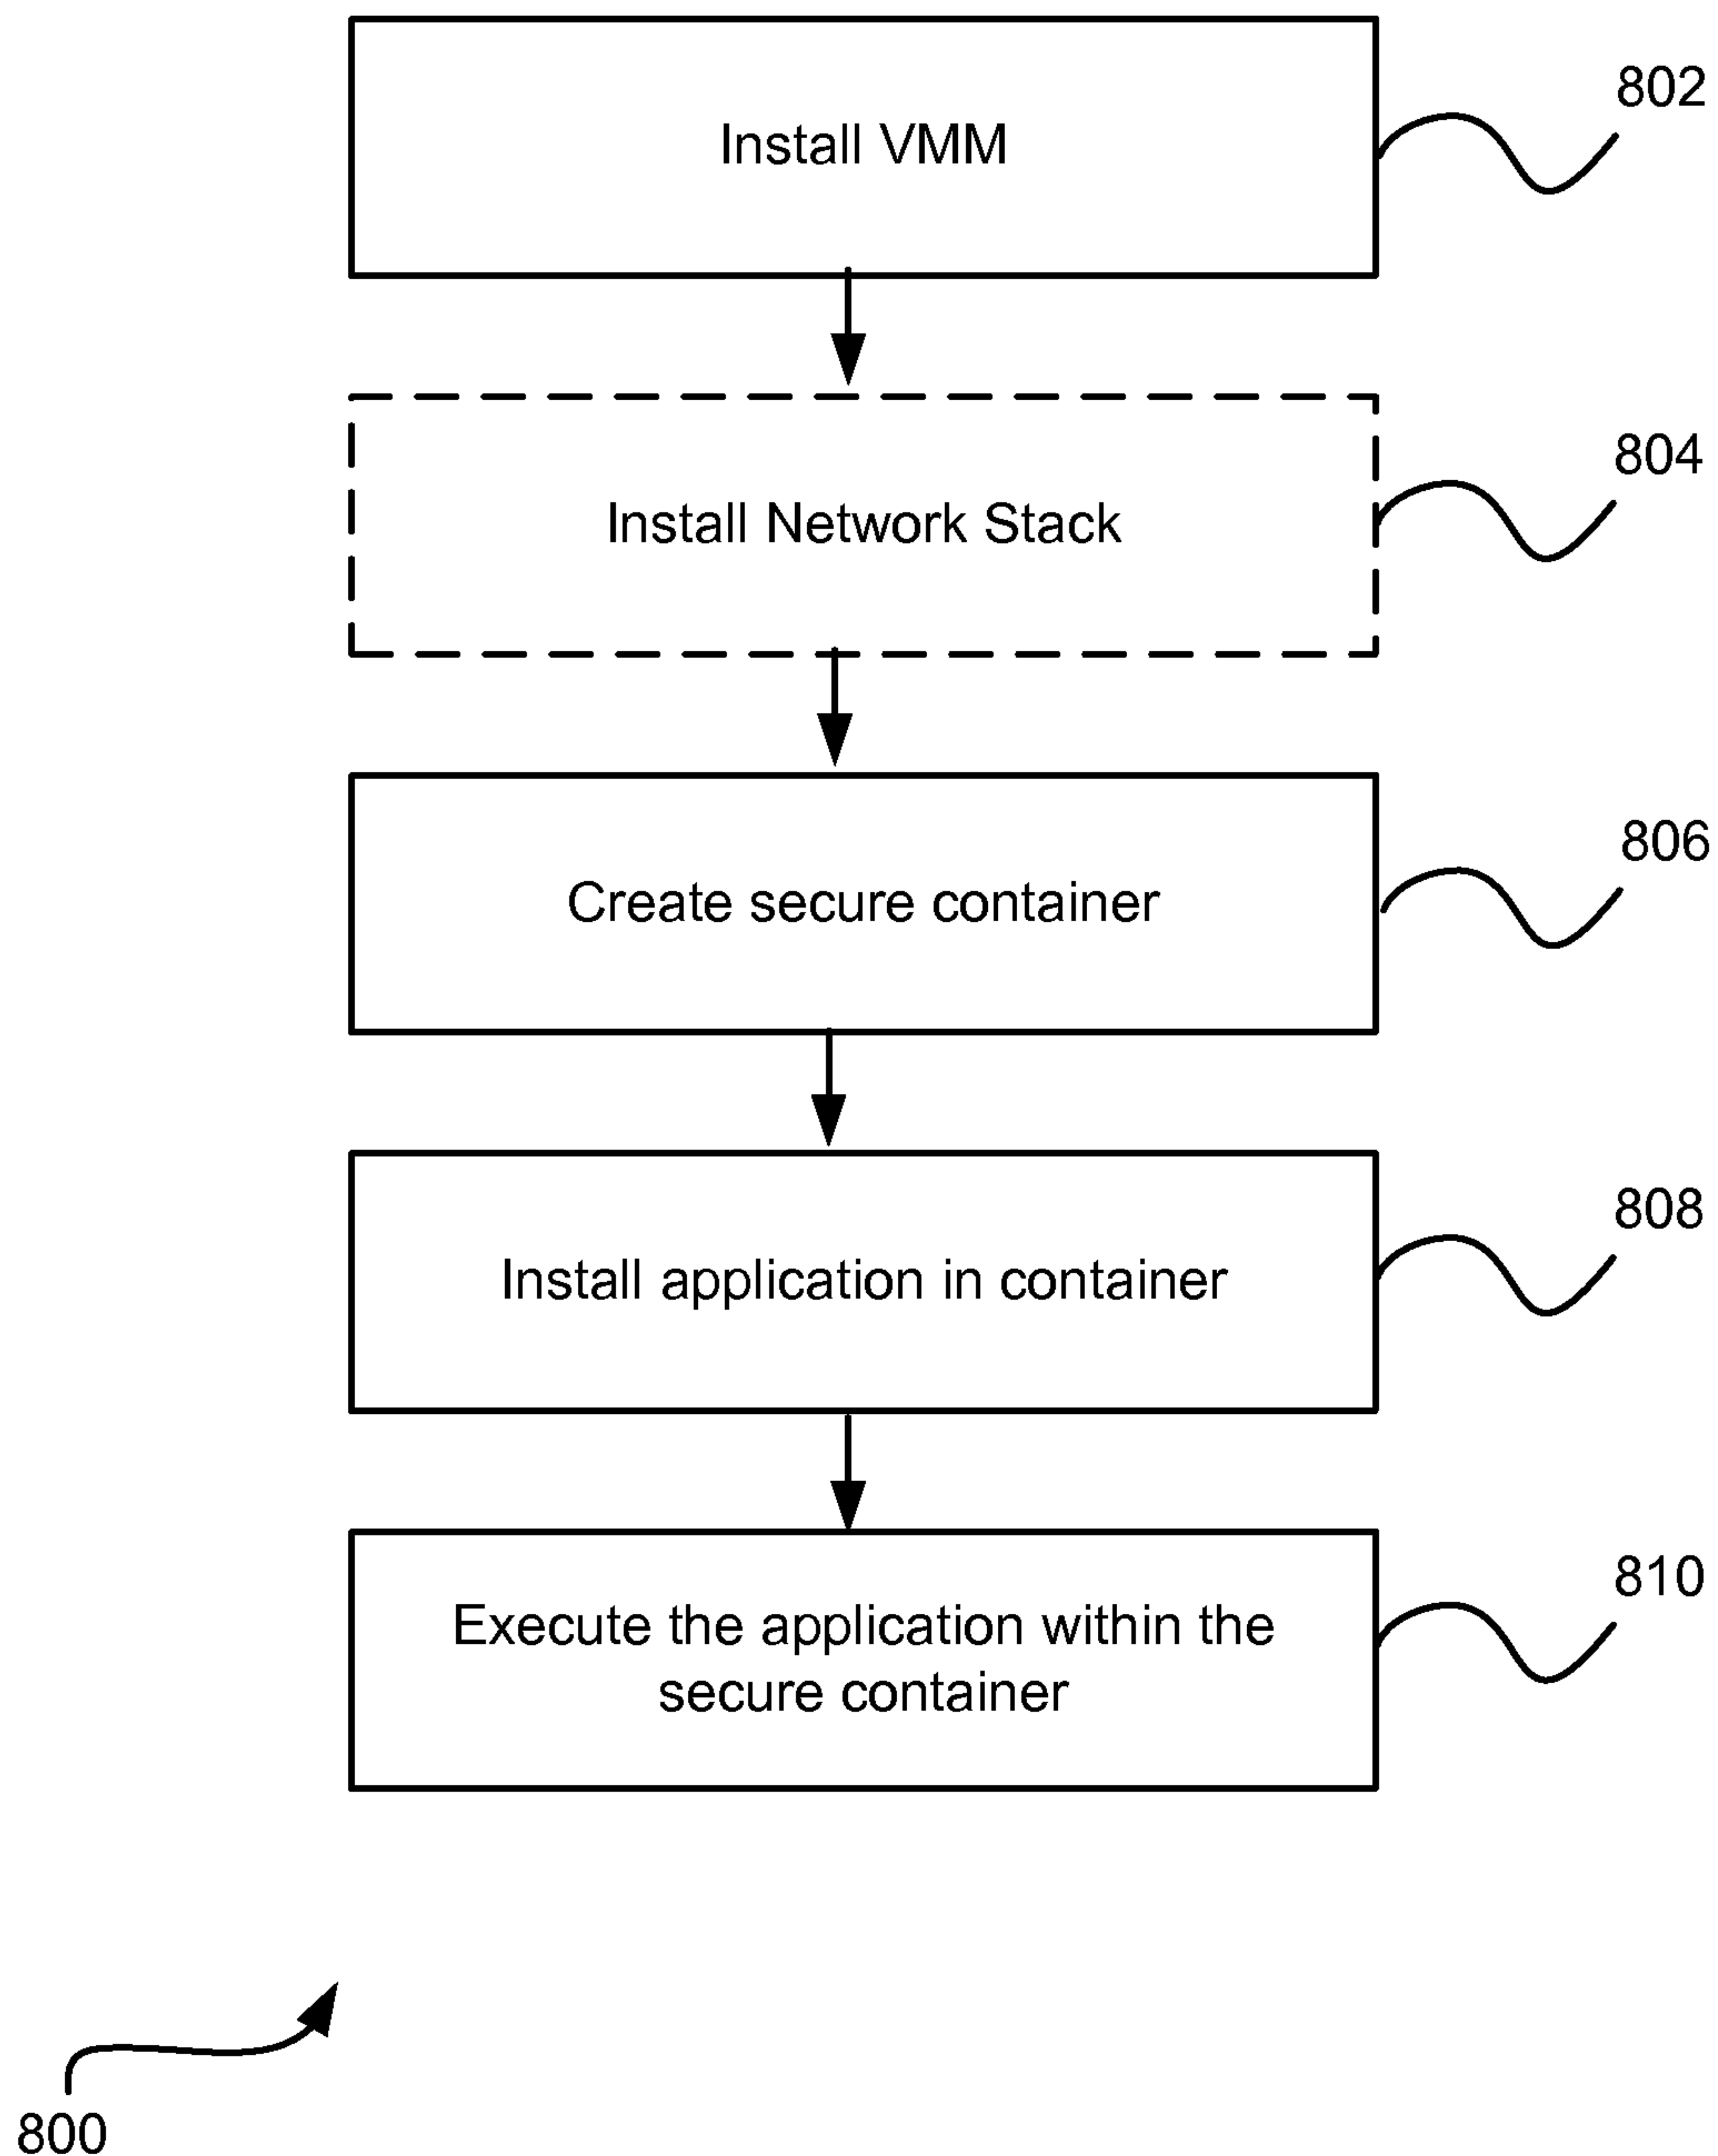 Install VMM
802
Install Network Stack
804
Create secure container
806
Install application in container
808
Execute the application within the
secure container
810
800